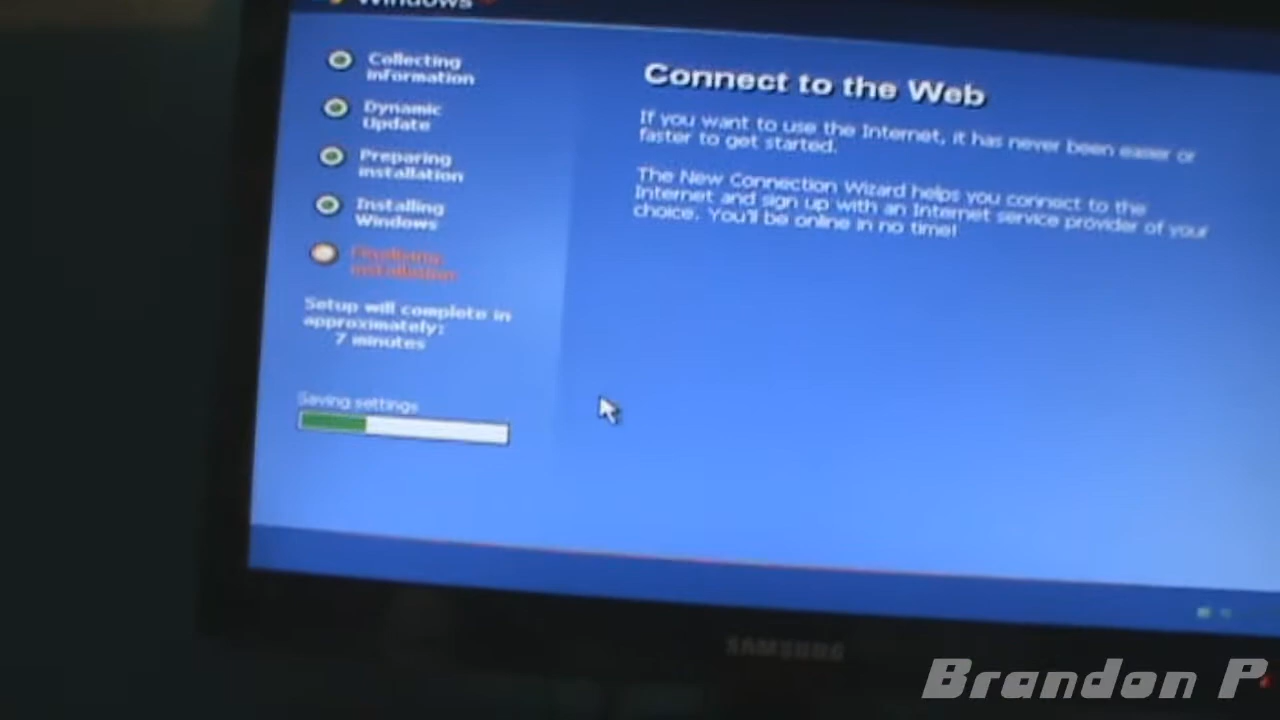 Windows
Collecting
information
Dynamic
Update
Preparing
installation
Installing
Windows
Finalizing
installation
Setup will complete in
approximately:
7 minutes
Saving settings
Connect to the Web
If you want to use the Internet, it has never been easier or
faster to get started.
The New Connection Wizard helps you connect to the
Internet and sign up with an Internet service provider of your
choice. You'll be online in no time!
SAMSUNG
Brandon P.